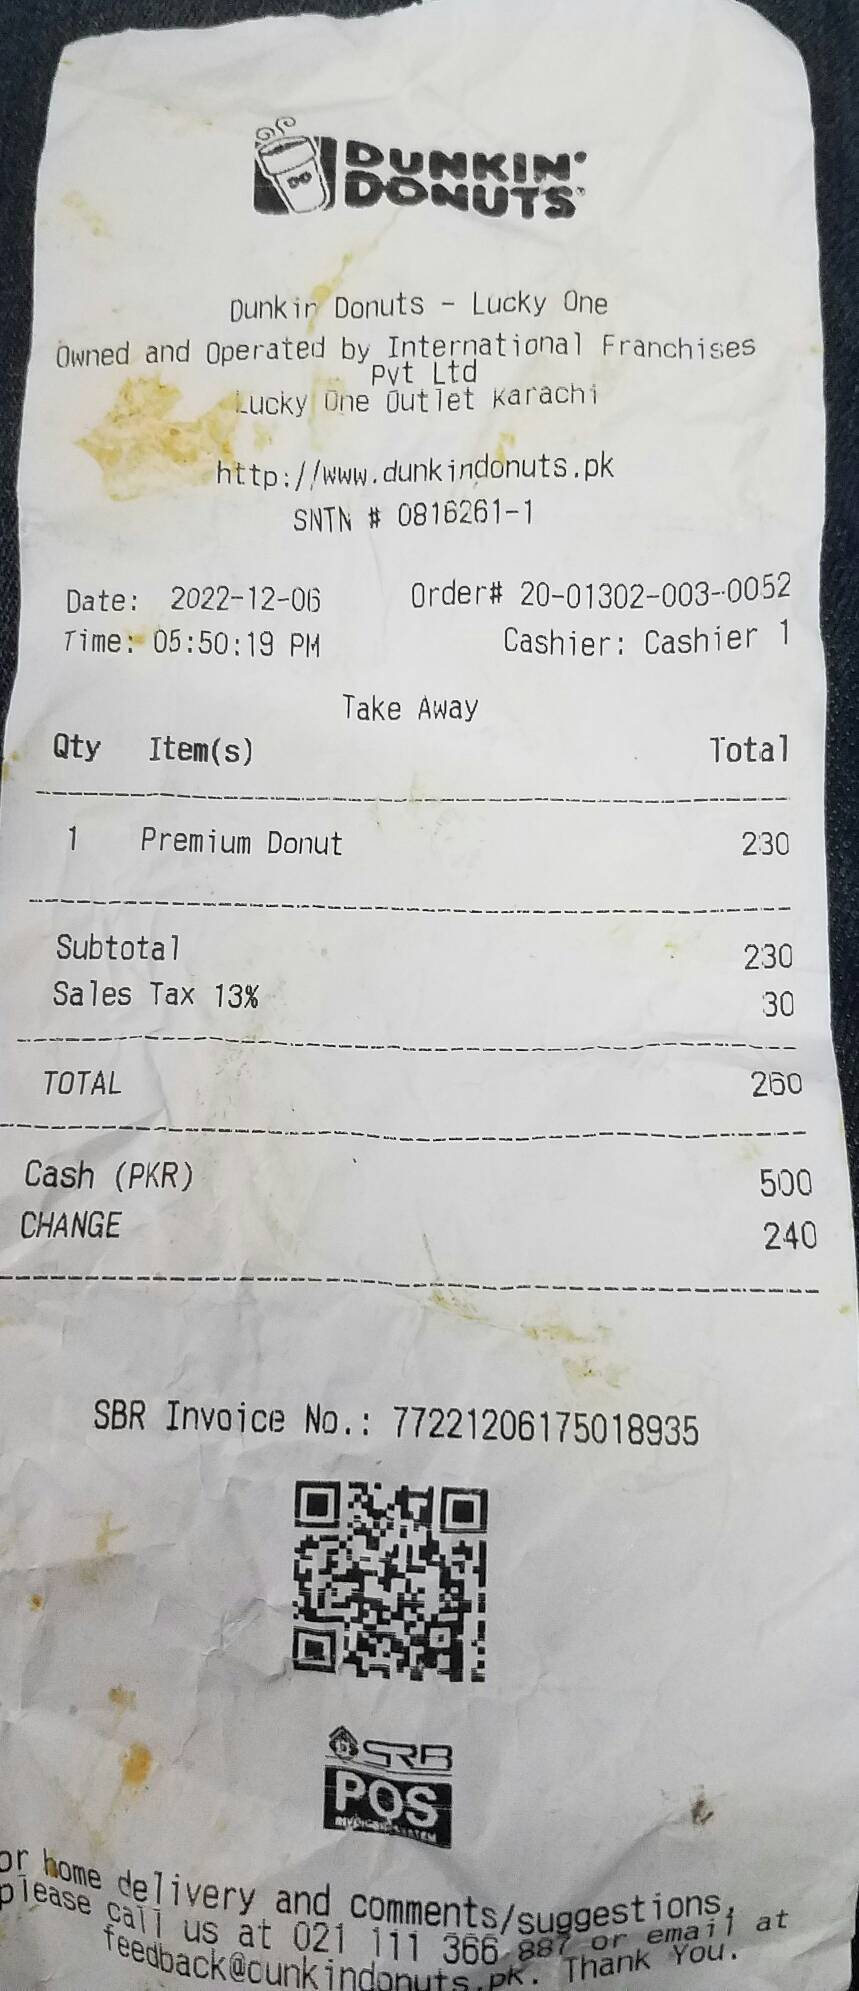 DUNKIN'
DONUTS
Dunkin Donuts - Lucky One
Owned and Operated by International Franchises
Pvt Ltd
Lucky One Outlet Karachi
http://www.dunkindonuts.pk
SNTN # 0816261-1
Date: 2022-12-06 Order# 20-01302-003-0052
Time: 05:50:19 PM Cashier: Cashier 1
Take Away
Qty Item(s) Total
1 Premium Donut 230
Subtotal 230
Sales Tax 13% 30
TOTAL 260
Cash (PKR) 500
CHANGE 240
SBR Invoice No.: 77221206175018935
SRB
POS
or home delivery and comments/suggestions,
please call us at 021 111 366 887 or email at
feedback@dunkindonuts.pk. Thank You.